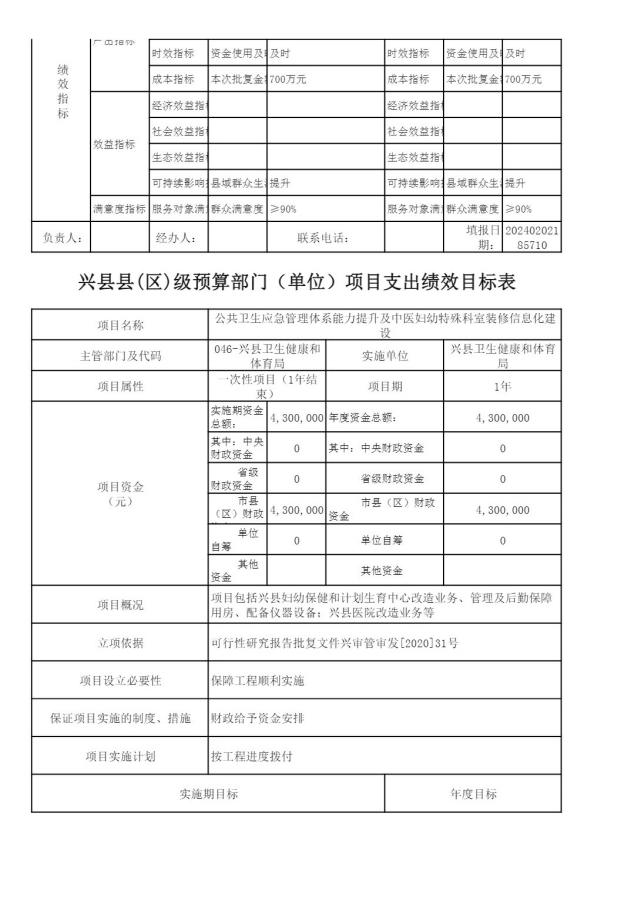 产出指标
时效指标 资金使用及 及时 时效指标 资金使用及 及时
绩效指标
成本指标 本次批复金 700万元 成本指标 本次批复金 700万元
经济效益指 经济效益指
社会效益指 社会效益指
效益指标
生态效益指 生态效益指
可持续影响 县域群众生 提升 可持续影响 县域群众生 提升
满意度指标 服务对象满 群众满意度 ≥90% 服务对象满 群众满意度 ≥90%
负责人: 经办人: 联系电话: 填报日期: 20240202185710
兴县县(区)级预算部门（单位）项目支出绩效目标表
项目名称 公共卫生应急管理体系能力提升及中医妇幼特殊科室装修信息化建设
主管部门及代码 046-兴县卫生健康和体育局 实施单位 兴县卫生健康和体育局
项目属性 一次性项目（1年结束） 项目期 1年
项目资金（元）
实施期资金总额: 4,300,000 年度资金总额: 4,300,000
其中: 中央财政资金 0 其中: 中央财政资金 0
省级财政资金 0 省级财政资金 0
市县（区）财政 4,300,000 市县（区）财政资金 4,300,000
单位自筹 0 单位自筹 0
其他资金 其他资金
项目概况 项目包括兴县妇幼保健和计划生育中心改造业务、管理及后勤保障
用房、配备仪器设备; 兴县医院改造业务等
立项依据 可行性研究报告批复文件兴审管审发[2020]31号
项目设立必要性 保障工程顺利实施
保证项目实施的制度、措施 财政给予资金安排
项目实施计划 按工程进度拨付
实施期目标 年度目标